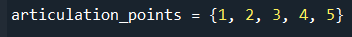 articulation_points = {1, 2, 3, 4, 5}